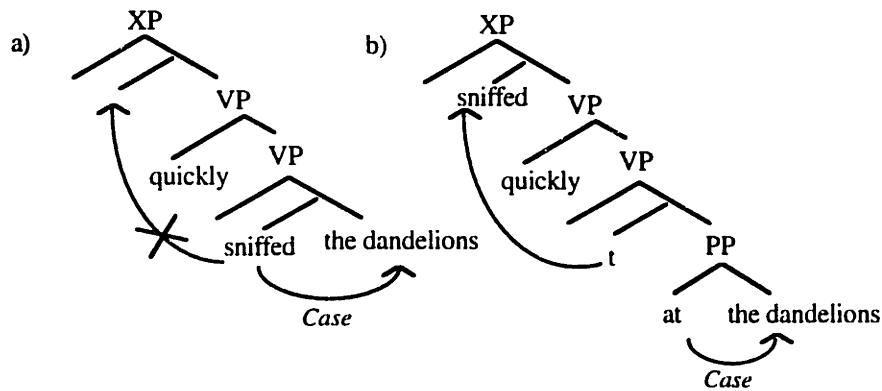 a)
XP
VP
quickly
VP
sniffed the dandelions
Case
b)
XP
sniffed
VP
quickly
VP
t
PP
at the dandelions
Case